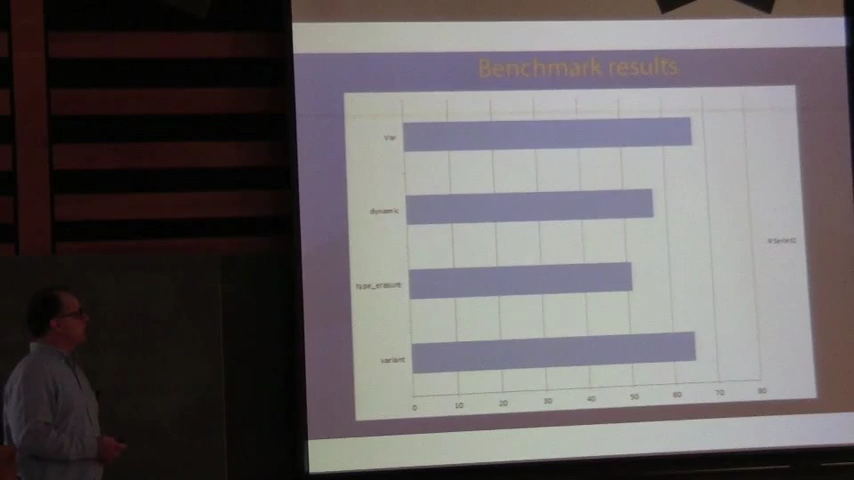 Benchmark results
var
dynamic
type_erasure
variant
0 10 20 30 40 50 60 70 80